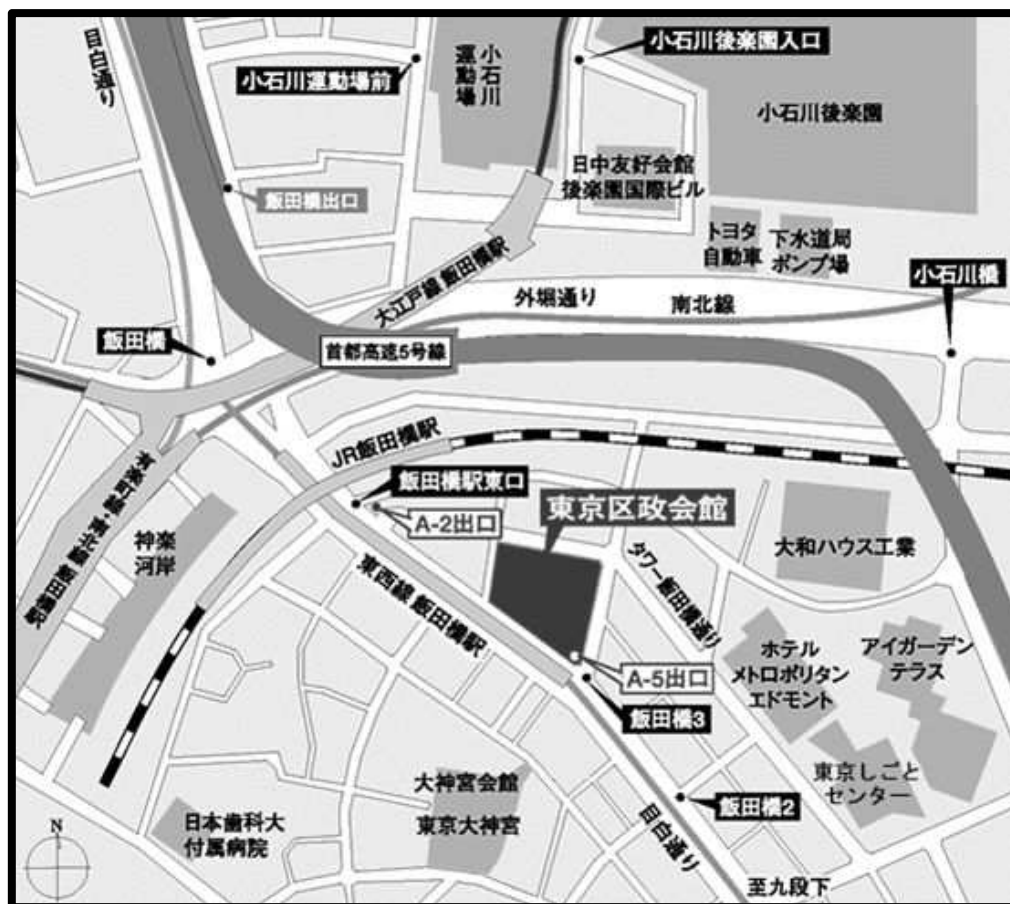 目白通り
小石川運動場前
小石川
運動場
小石川後楽園入口
小石川後楽園
日中友好会館
後楽園国際ビル
飯田橋出口
トヨタ
自動車
下水道局
ポンプ場
大江戸線 飯田橋駅
外堀通り
南北線
小石川橋
飯田橋
首都高速5号線
JR飯田橋駅
飯田橋駅東口
A-2出口
東京区政会館
有楽町線・南北線 飯田橋駅
神楽
河岸
東西線 飯田橋駅
タワー飯田橋通り
大和ハウス工業
ホテル
メトロポリタン
エドモント
アイガーデン
テラス
A-5出口
飯田橋3
東京しごと
センター
大神宮会館
東京大神宮
飯田橋2
日本歯科大
付属病院
目白通り
至九段下
N